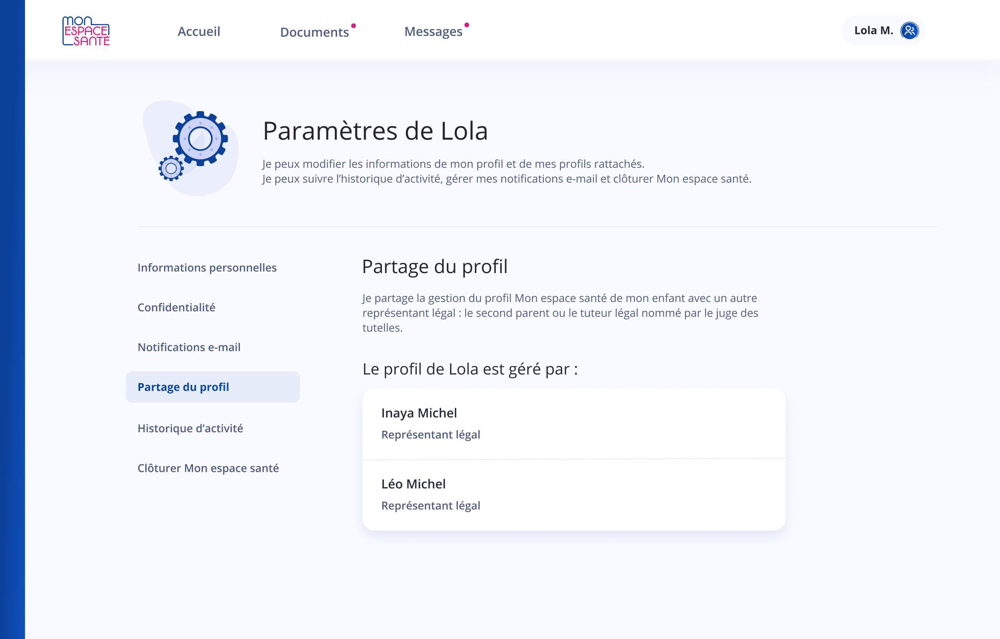 mon
ESPACE
SANTÉ
Accueil
Documents
Messages
Lola M.
Paramètres de Lola
Je peux modifier les informations de mon profil et de mes profils rattachés.
Je peux suivre l’historique d’activité, gérer mes notifications e-mail et clôturer Mon espace santé.
Informations personnelles
Confidentialité
Notifications e-mail
Partage du profil
Historique d’activité
Clôturer Mon espace santé
Partage du profil
Je partage la gestion du profil Mon espace santé de mon enfant avec un autre
représentant légal : le second parent ou le tuteur légal nommé par le juge des
tutelles.
Le profil de Lola est géré par :
Inaya Michel
Représentant légal
Léo Michel
Représentant légal